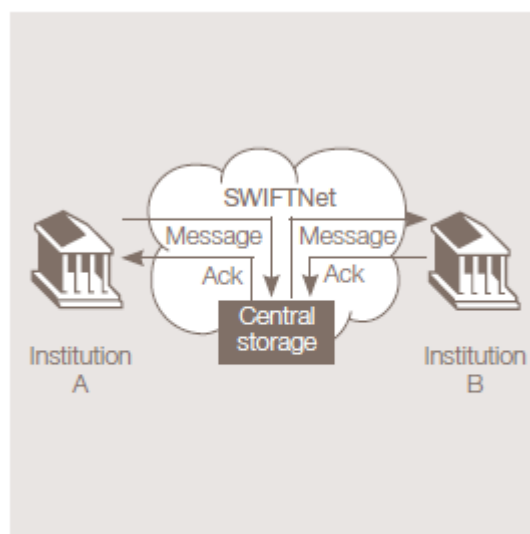 SWIFTNet
Message Message
Ack Ack
Central
storage
Institution
A
Institution
B